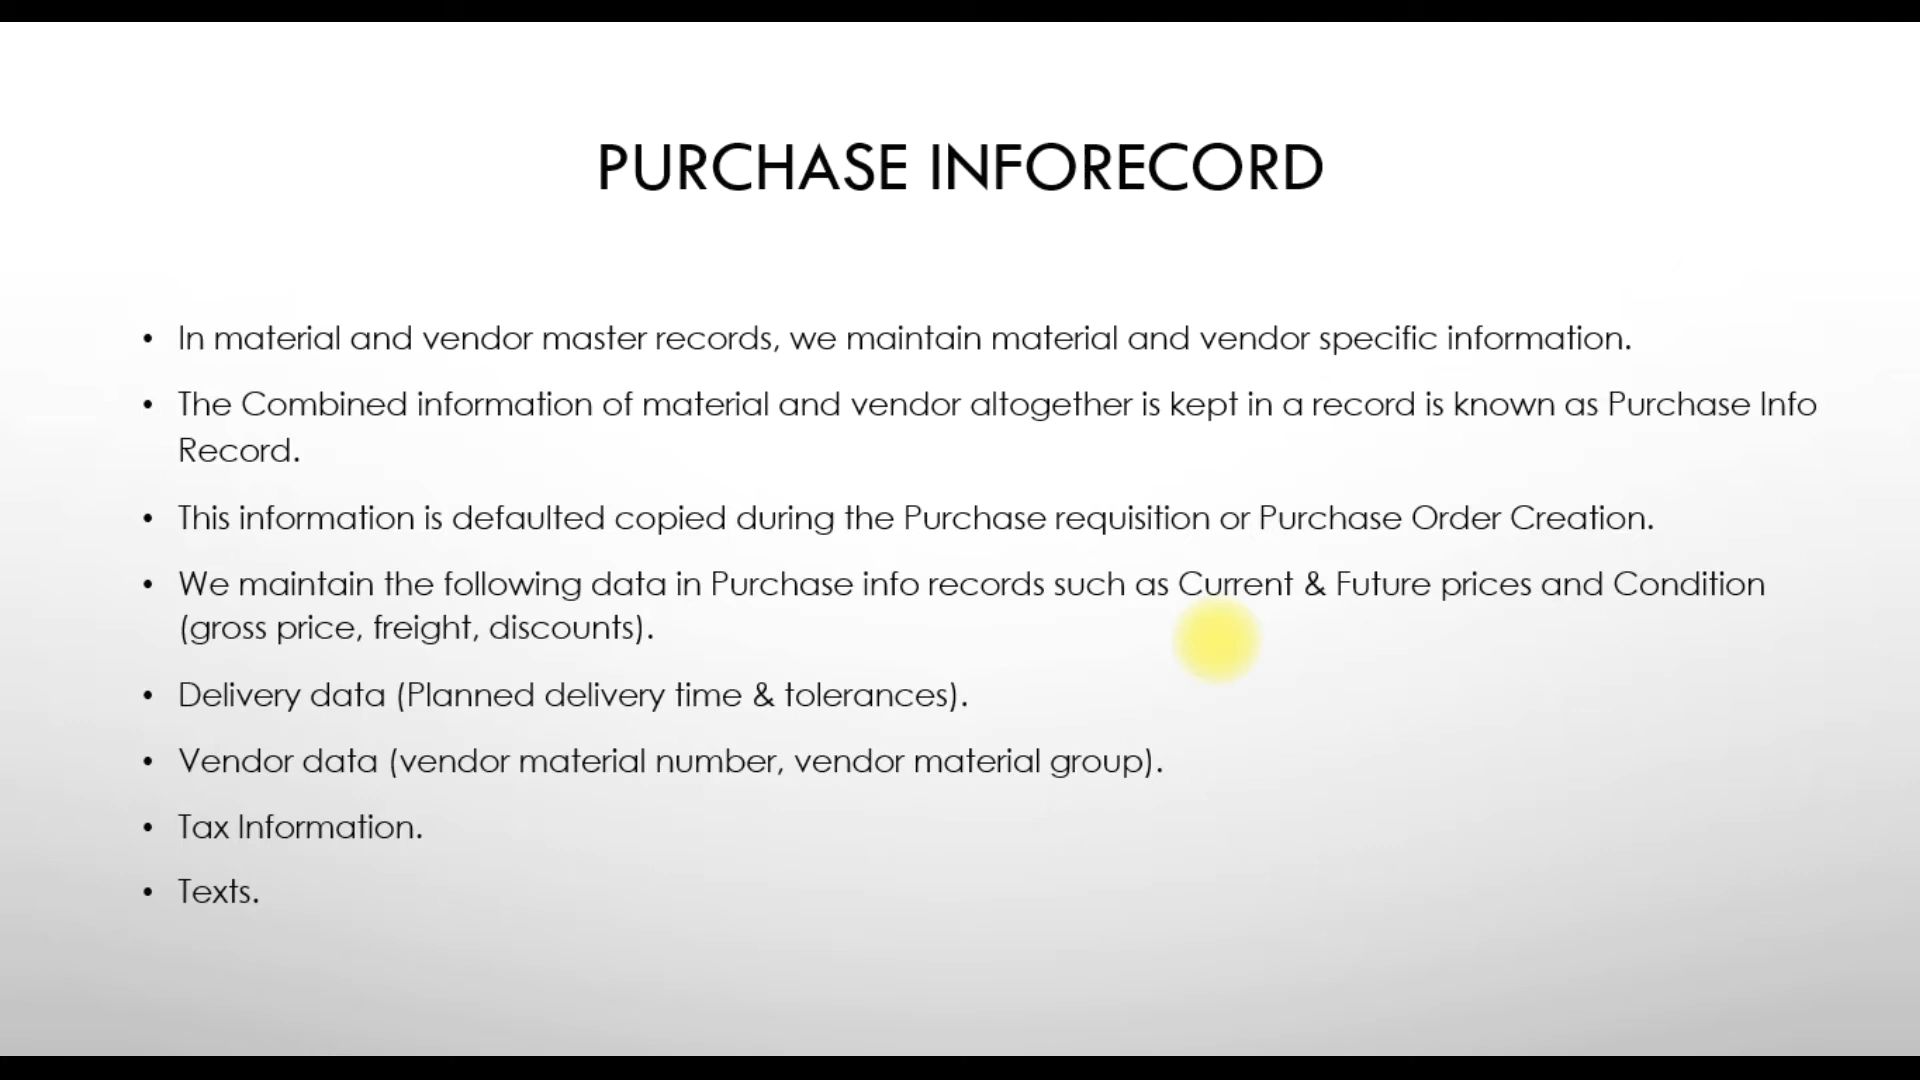 PURCHASE INFORECORD
• In material and vendor master records, we maintain material and vendor specific information.
• The Combined information of material and vendor altogether is kept in a record is known as Purchase Info
Record.
• This information is defaulted copied during the Purchase requisition or Purchase Order Creation.
• We maintain the following data in Purchase info records such as Current & Future prices and Condition
(gross price, freight, discounts).
• Delivery data (Planned delivery time & tolerances).
• Vendor data (vendor material number, vendor material group).
• Tax Information.
• Texts.